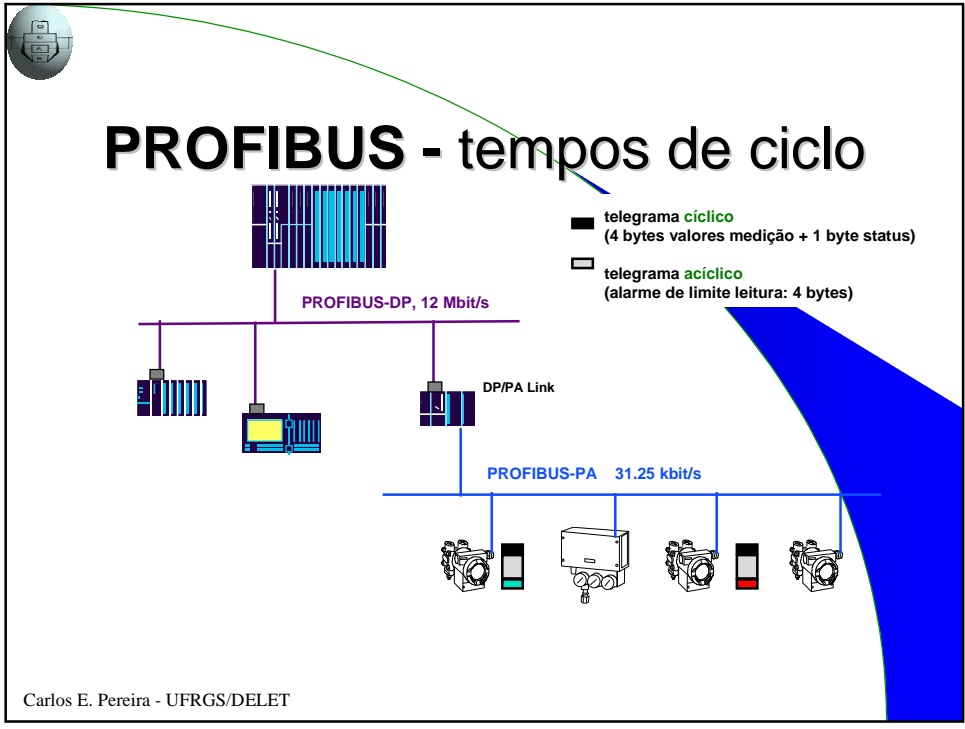 PROFIBUS - tempos de ciclo
telegrama cíclico
(4 bytes valores medição + 1 byte status)
telegrama acíclico
(alarme de limite leitura: 4 bytes)
PROFIBUS-DP, 12 Mbit/s
DP/PA Link
PROFIBUS-PA 31.25 kbit/s
Carlos E. Pereira - UFRGS/DELET